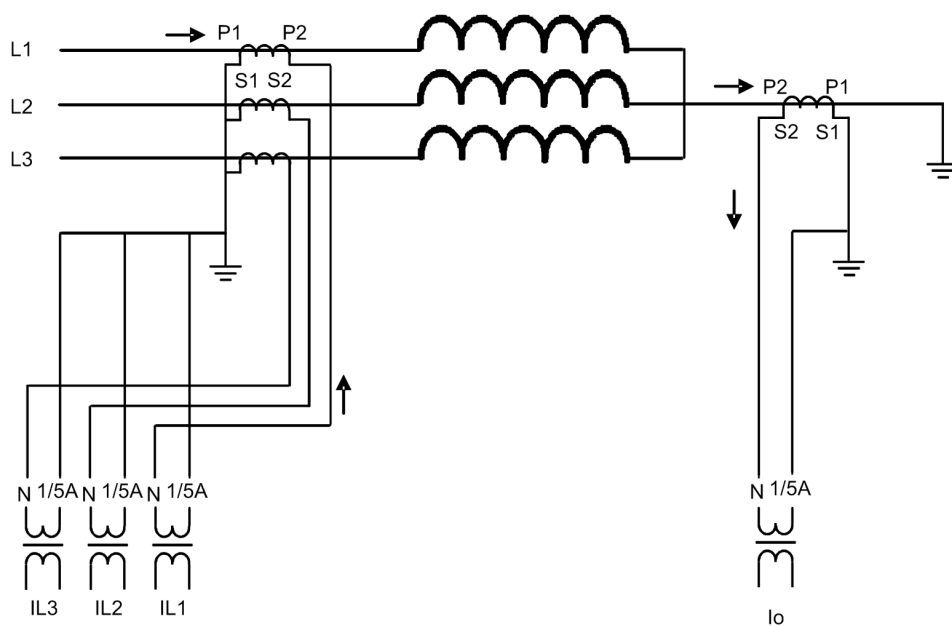 L1 P1 P2
S1 S2
L2 P2 P1
S2 S1
L3
N 1/5A N 1/5A N 1/5A N 1/5A
IL3 IL2 IL1 Io